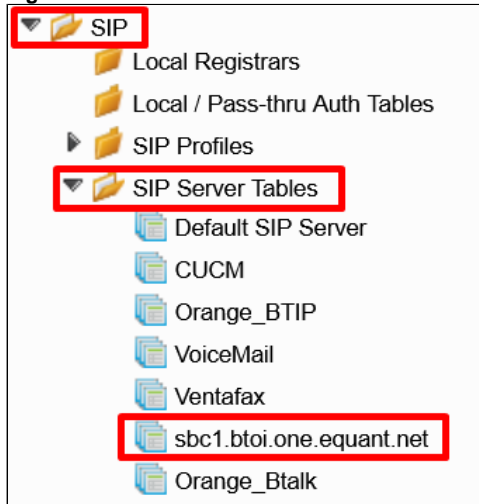 SIP
Local Registrars
Local / Pass-thru Auth Tables
SIP Profiles
SIP Server Tables
Default SIP Server
CUCM
Orange_BTIP
VoiceMail
Ventafax
sbc1.btoi.one.equant.net
Orange_Btalk